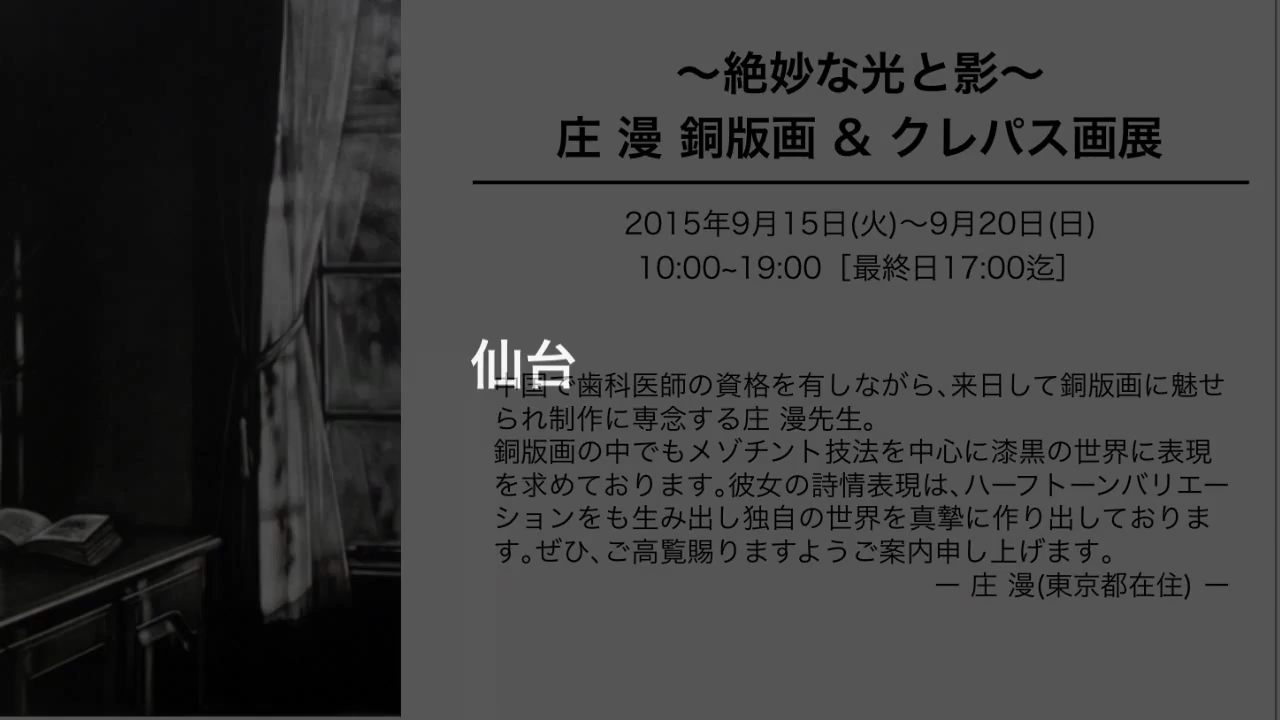 〜絶妙な光と影〜
庄 漫 銅版画 & クレパス画展
2015年9月15日(火)〜9月20日(日)
10:00~19:00［最終日17:00迄］
仙台
中国で歯科医師の資格を有しながら、来日して銅版画に魅せ
られ制作に専念する庄 漫先生。
銅版画の中でもメゾチント技法を中心に漆黒の世界に表現
を求めております。彼女の詩情表現は、ハーフトーンバリエー
ションをも生み出し独自の世界を真摯に作り出しておりま
す。ぜひ、ご高覧賜りますようご案内申し上げます。
ー 庄 漫(東京都在住) ー